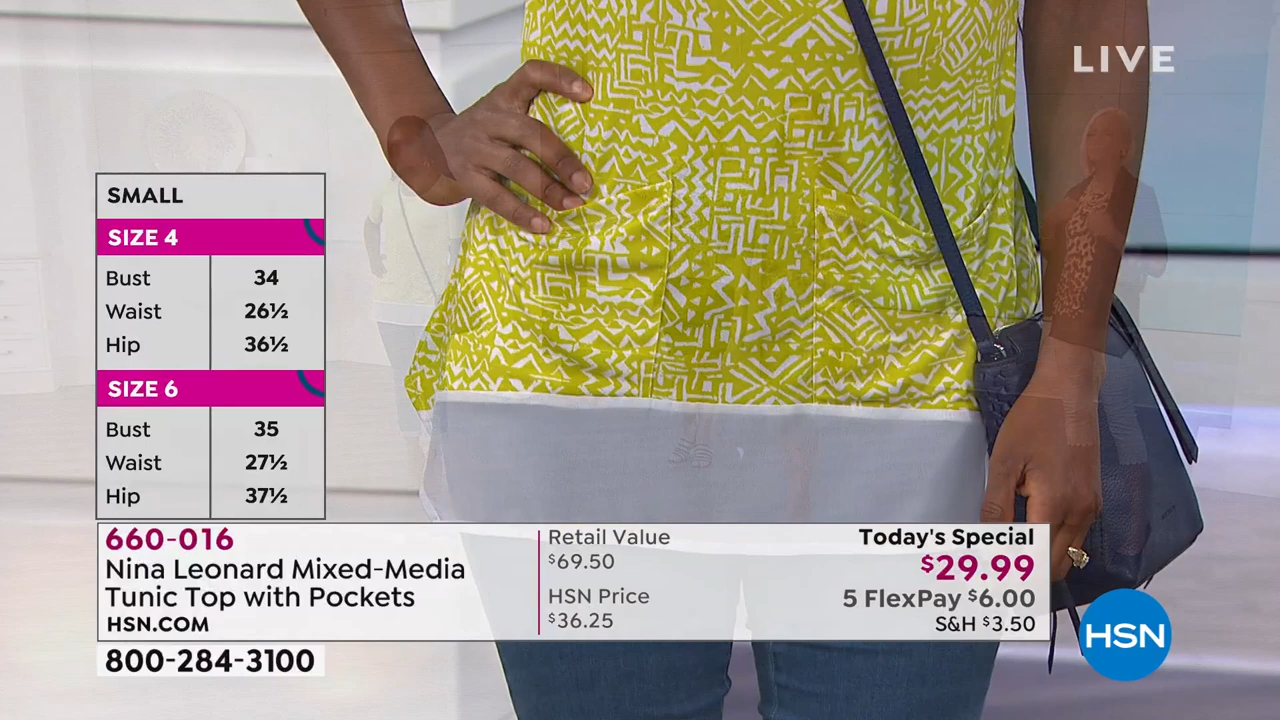 LIVE
SMALL
SIZE 4
Bust 34
Waist 26½
Hip 36½
SIZE 6
Bust 35
Waist 27½
Hip 37½
660-016
Nina Leonard Mixed-Media
Tunic Top with Pockets
HSN.COM
Retail Value
$69.50
HSN Price
$36.25
Today's Special
$29.99
5 FlexPay $6.00
S&H $3.50
800-284-3100
HSN